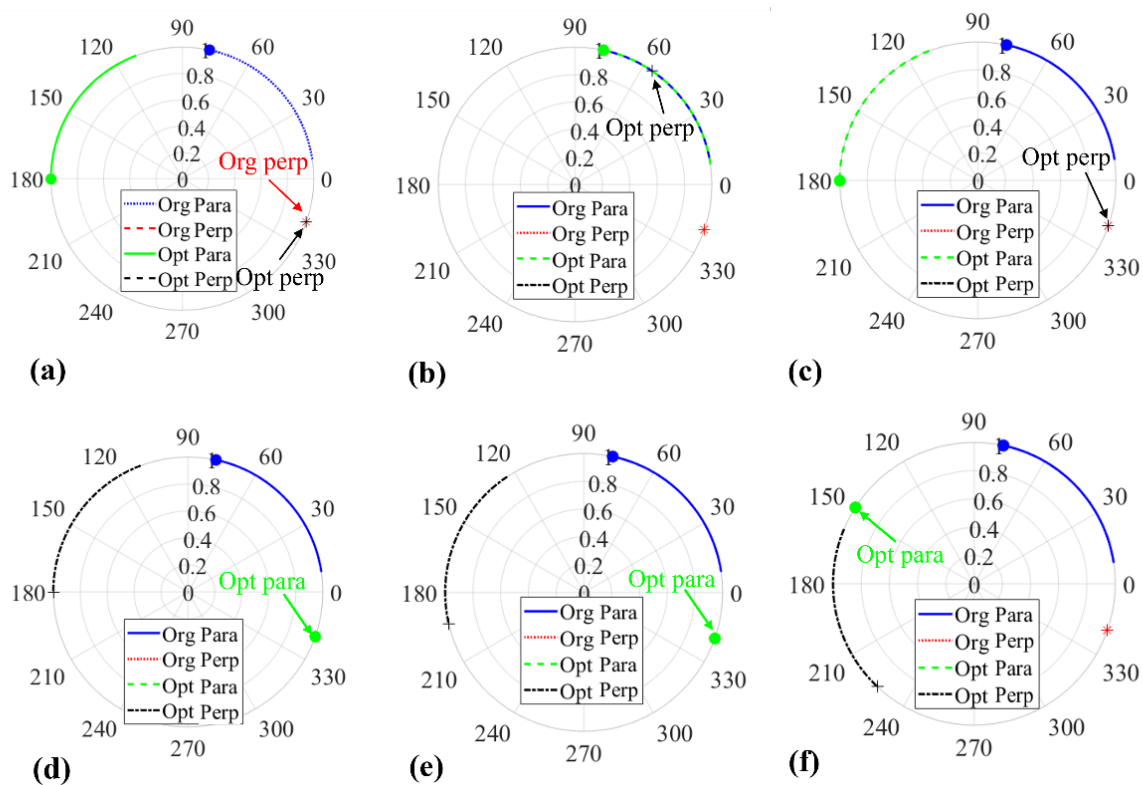 90
120
1
60
0.8
150
0.6
30
0.4
0.2
Org perp
180
0
0
Org Para
Org Perp
Opt Para
Opt Perp
210
Opt perp
330
240
300
270
(a)
90
120
1
60
0.8
Opt perp
150
0.6
30
0.4
0.2
180
0
0
Org Para
Org Perp
Opt Para
Opt Perp
210
330
240
300
270
(b)
90
120
1
60
0.8
150
0.6
30
0.4
Opt perp
0.2
180
0
0
Org Para
Org Perp
Opt Para
Opt Perp
210
330
240
300
270
(c)
90
120
1
60
0.8
150
0.6
30
0.4
0.2
Opt para
180
0
0
Org Para
Org Perp
Opt Para
Opt Perp
210
330
240
300
270
(d)
90
120
1
60
0.8
150
0.6
30
0.4
0.2
Opt para
180
0
0
Org Para
Org Perp
Opt Para
Opt Perp
210
330
240
300
270
(e)
90
120
1
60
0.8
150
0.6
30
Opt para
0.4
0.2
180
0
0
Org Para
Org Perp
Opt Para
Opt Perp
210
330
240
300
270
(f)